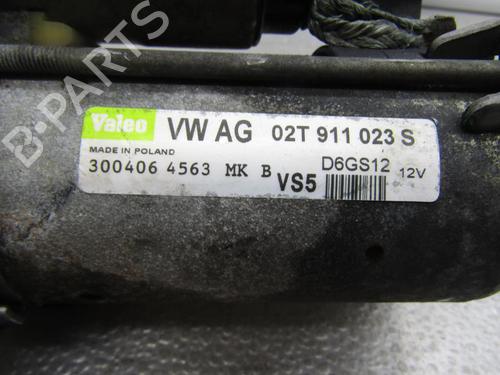 Valeo VW AG 02T 911 023 S
MADE IN POLAND
300406 4563 MK B VS5 D6GS12 12V
B-PARTS